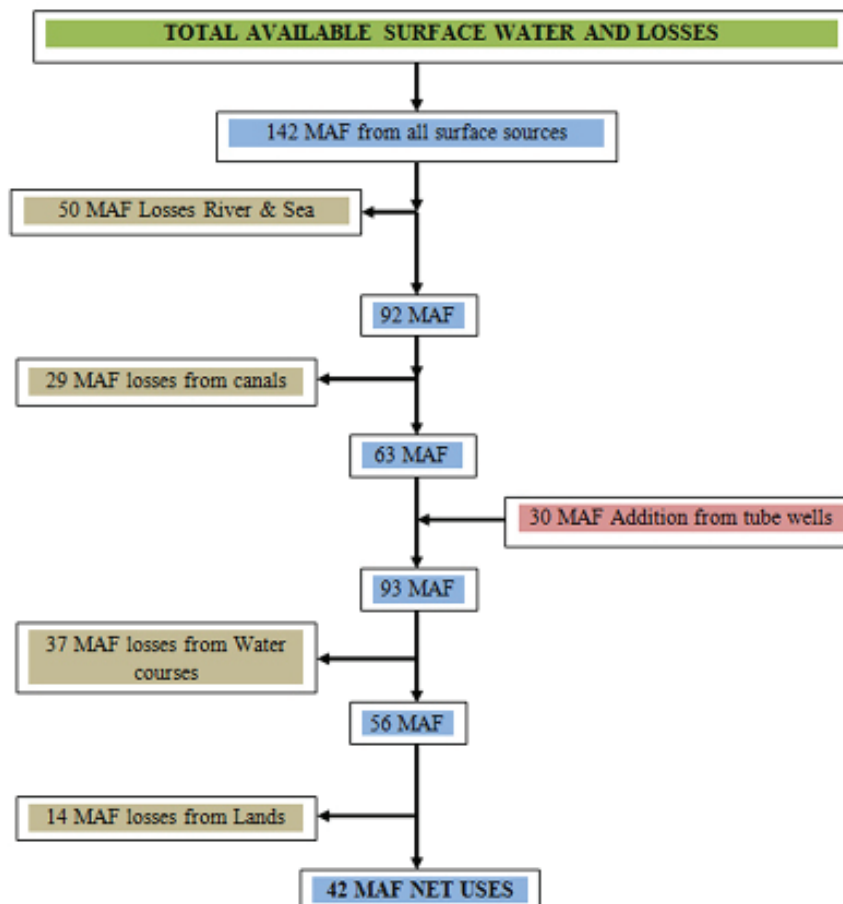 TOTAL AVAILABLE SURFACE WATER AND LOSSES
142 MAF from all surface sources
50 MAF Losses River & Sea
92 MAF
29 MAF losses from canals
63 MAF
30 MAF Addition from tube wells
93 MAF
37 MAF losses from Water
courses
56 MAF
14 MAF losses from Lands
42 MAF NET USES